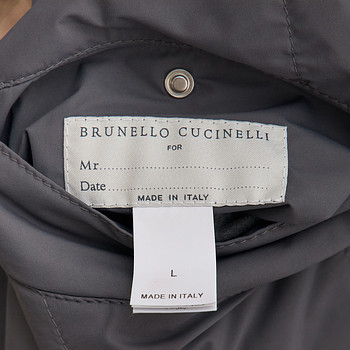 BRUNELLO CUCINELLI
FOR
Mr........................
Date........................
MADE IN ITALY
L
MADE IN ITALY